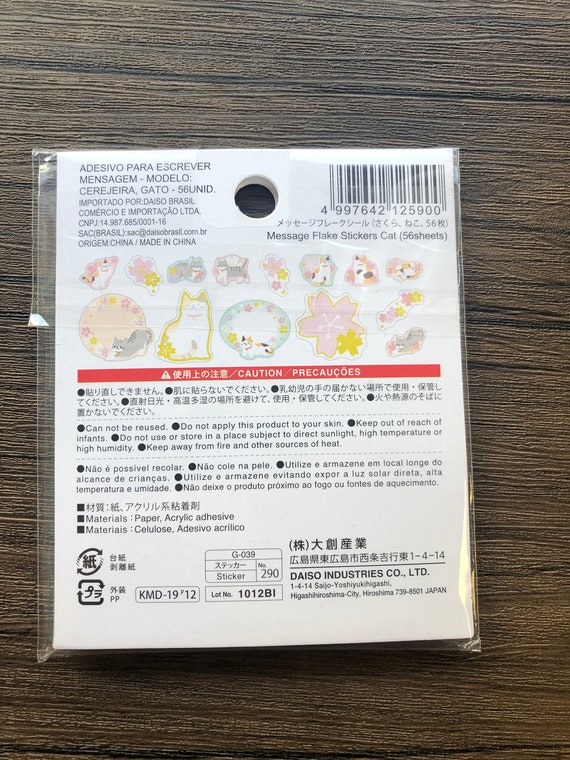 ADESIVO PARA ESCREVER
MENSAGEM - MODELO:
CEREJEIRA, GATO - 56UNID.
IMPORTADO POR:DAISO BRASIL
COMÉRCIO E IMPORTAÇÃO LTDA.
CNPJ:14.987.685/0001-16
SAC(BRASIL):sac@daisobrasil.com.br
ORIGEM:CHINA / MADE IN CHINA
4 997642 125900
メッセージフレークシール(さくら、ねこ、56枚)
Message Flake Stickers Cat (56sheets)
使用上の注意/CAUTION/PRECAUÇÕES
●貼り直しできません。●肌に貼らないでください。●乳幼児の手の届かない場所で使用・保管し
てください。●直射日光・高温多湿の場所を避けて、使用・保管してください。●火や熱源のそばに
置かないでください。
●Can not be reused. ●Do not apply this product to your skin. ●Keep out of reach of
infants. ●Do not use or store in a place subject to direct sunlight, high temperature or
high humidity. ●Keep away from fire and other sources of heat.
●Não é possível recolar. ●Não cole na pele. ●Utilize e armazene em local longe do
alcance de crianças. ●Utilize e armazene evitando expor a luz solar direta, alta
temperatura e umidade. ●Não deixe o produto próximo ao fogo ou fontes de aquecimento.
■材質:紙、アクリル系粘着剤
■Materials : Paper, Acrylic adhesive
■Materials : Celulose, Adesivo acrílico
紙 台紙
剥離紙
プラ 外装
PP
KMD-19 P12
G-039
ステッカー
Sticker
No. 290
Lot No. 1012BI
(株)大創産業
広島県東広島市西条吉行東1-4-14
DAISO INDUSTRIES CO., LTD.
1-4-14 Saijo-Yoshiyukihigashi,
Higashihiroshima-City, Hiroshima 739-8501 JAPAN